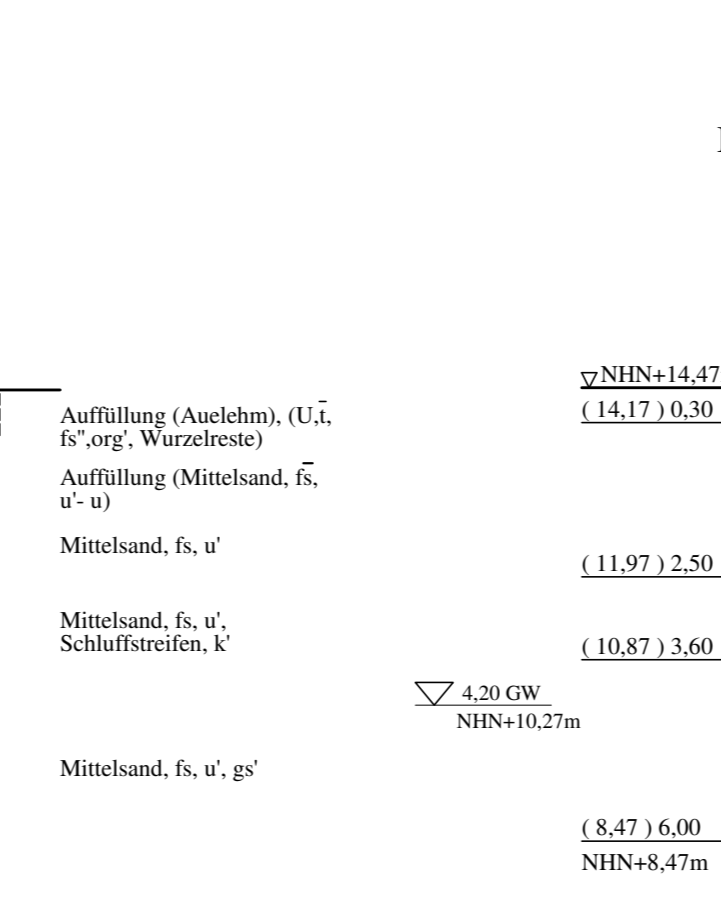 NHN+14,47
Auffüllung (Auelehm), (U,t̅,
fs",org', Wurzelreste)
( 14,17 ) 0,30
Auffüllung (Mittelsand, fs̅,
u'- u)
Mittelsand, fs, u'
( 11,97 ) 2,50
Mittelsand, fs, u',
Schluffstreifen, k'
( 10,87 ) 3,60
4,20 GW
NHN+10,27m
Mittelsand, fs, u', gs'
( 8,47 ) 6,00
NHN+8,47m